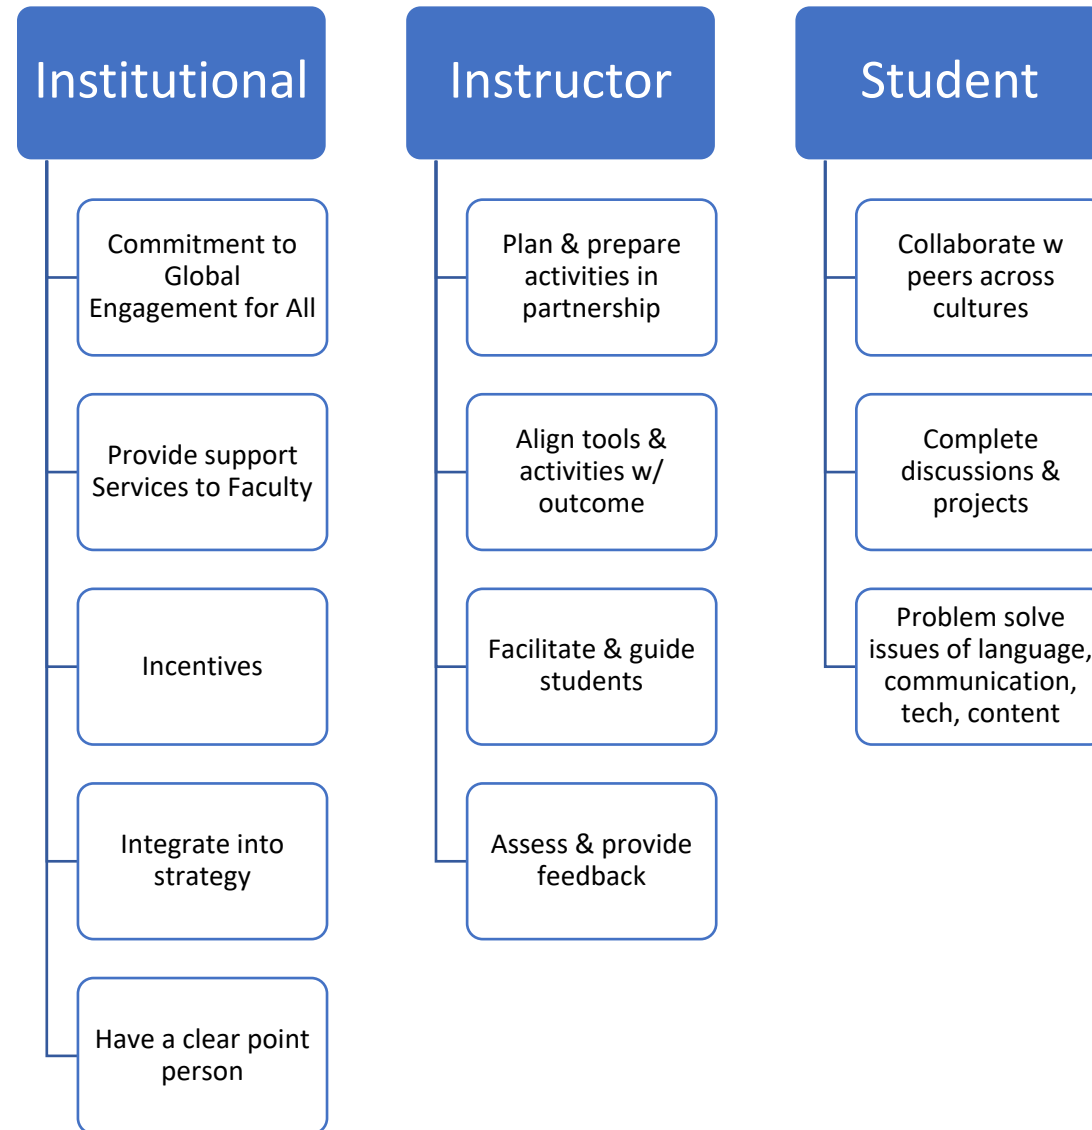 Institutional
Commitment to
Global
Engagement for All
Provide support
Services to Faculty
Incentives
Integrate into
strategy
Have a clear point
person
Instructor
Plan & prepare
activities in
partnership
Align tools &
activities w/
outcome
Facilitate & guide
students
Assess & provide
feedback
Student
Collaborate w
peers across
cultures
Complete
discussions &
projects
Problem solve
issues of language,
communication,
tech, content